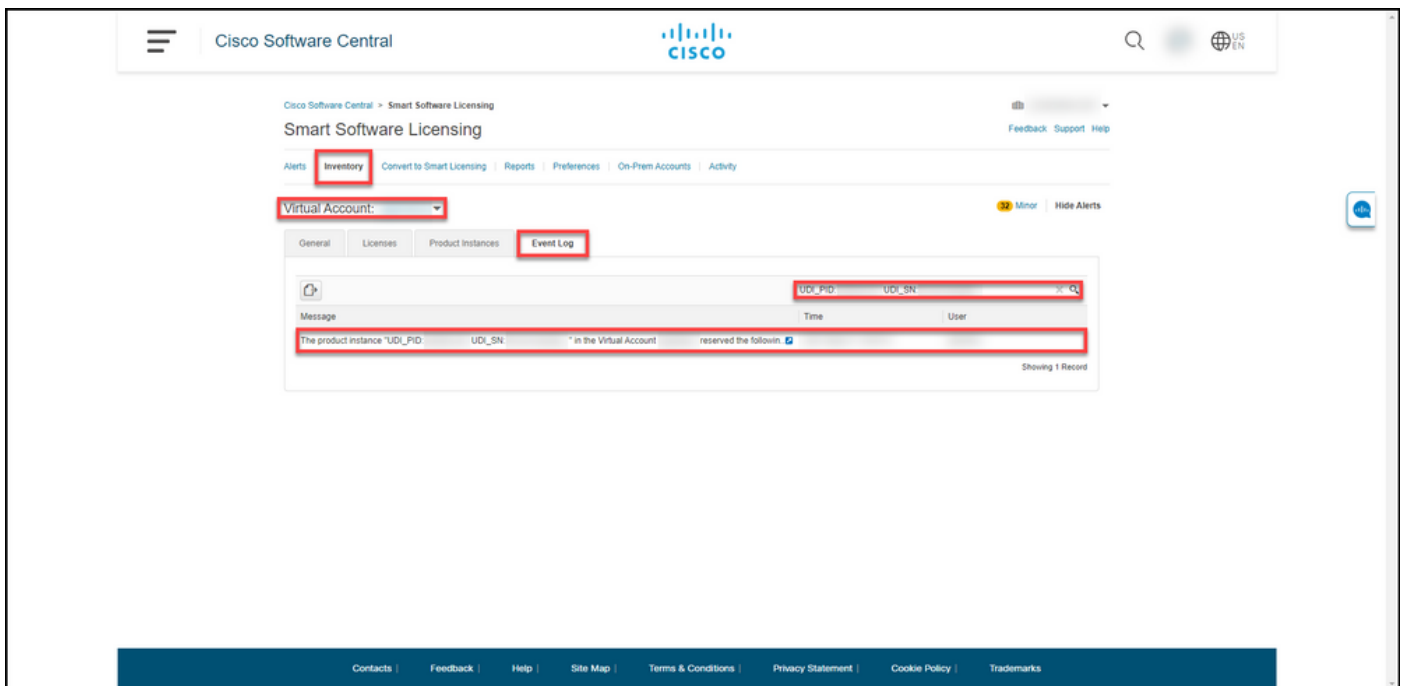 Cisco Software Central
CISCO
US
EN
Cisco Software Central > Smart Software Licensing
Smart Software Licensing
Feedback Support Help
Alerts Inventory Convert to Smart Licensing | Reports | Preferences | On-Prem Accounts | Activity
Virtual Account:
32 Minor | Hide Alerts
General Licenses Product Instances Event Log
UDI_PID: UDI_SN:
Message Time User
The product instance "UDI_PID: UDI_SN: " in the Virtual Account reserved the followin..
Showing 1 Record
Contacts | Feedback | Help | Site Map | Terms & Conditions | Privacy Statement | Cookie Policy | Trademarks